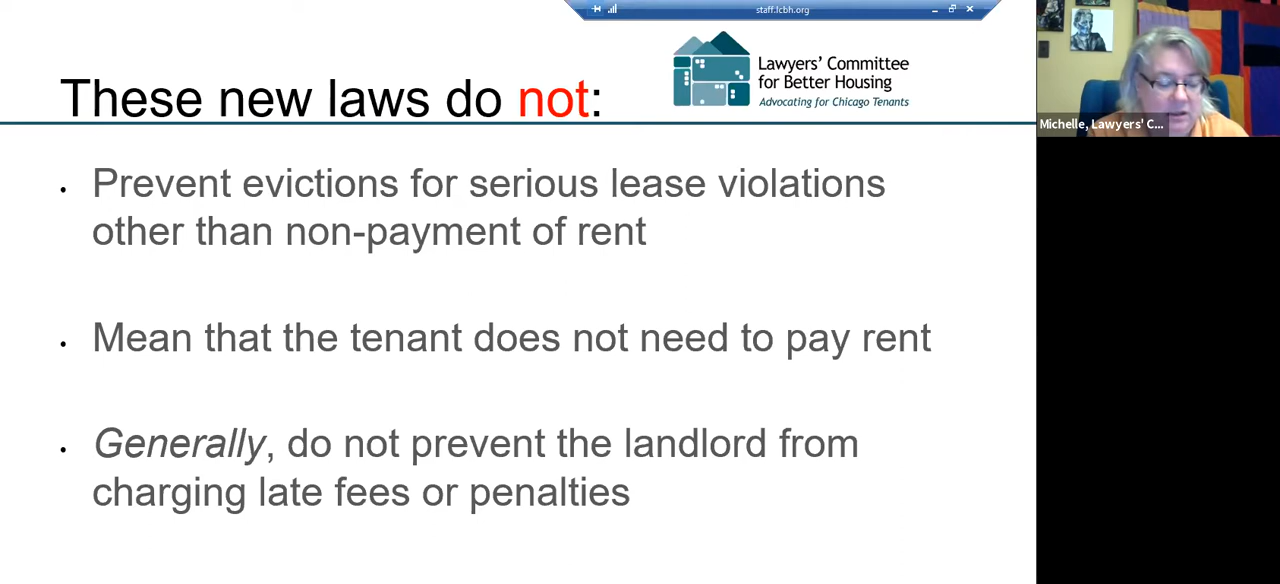 staff.lcbh.org
Lawyers' Committee
for Better Housing
Advocating for Chicago Tenants
These new laws do not:
Michelle, Lawyers' C...
• Prevent evictions for serious lease violations
other than non-payment of rent
• Mean that the tenant does not need to pay rent
• Generally, do not prevent the landlord from
charging late fees or penalties